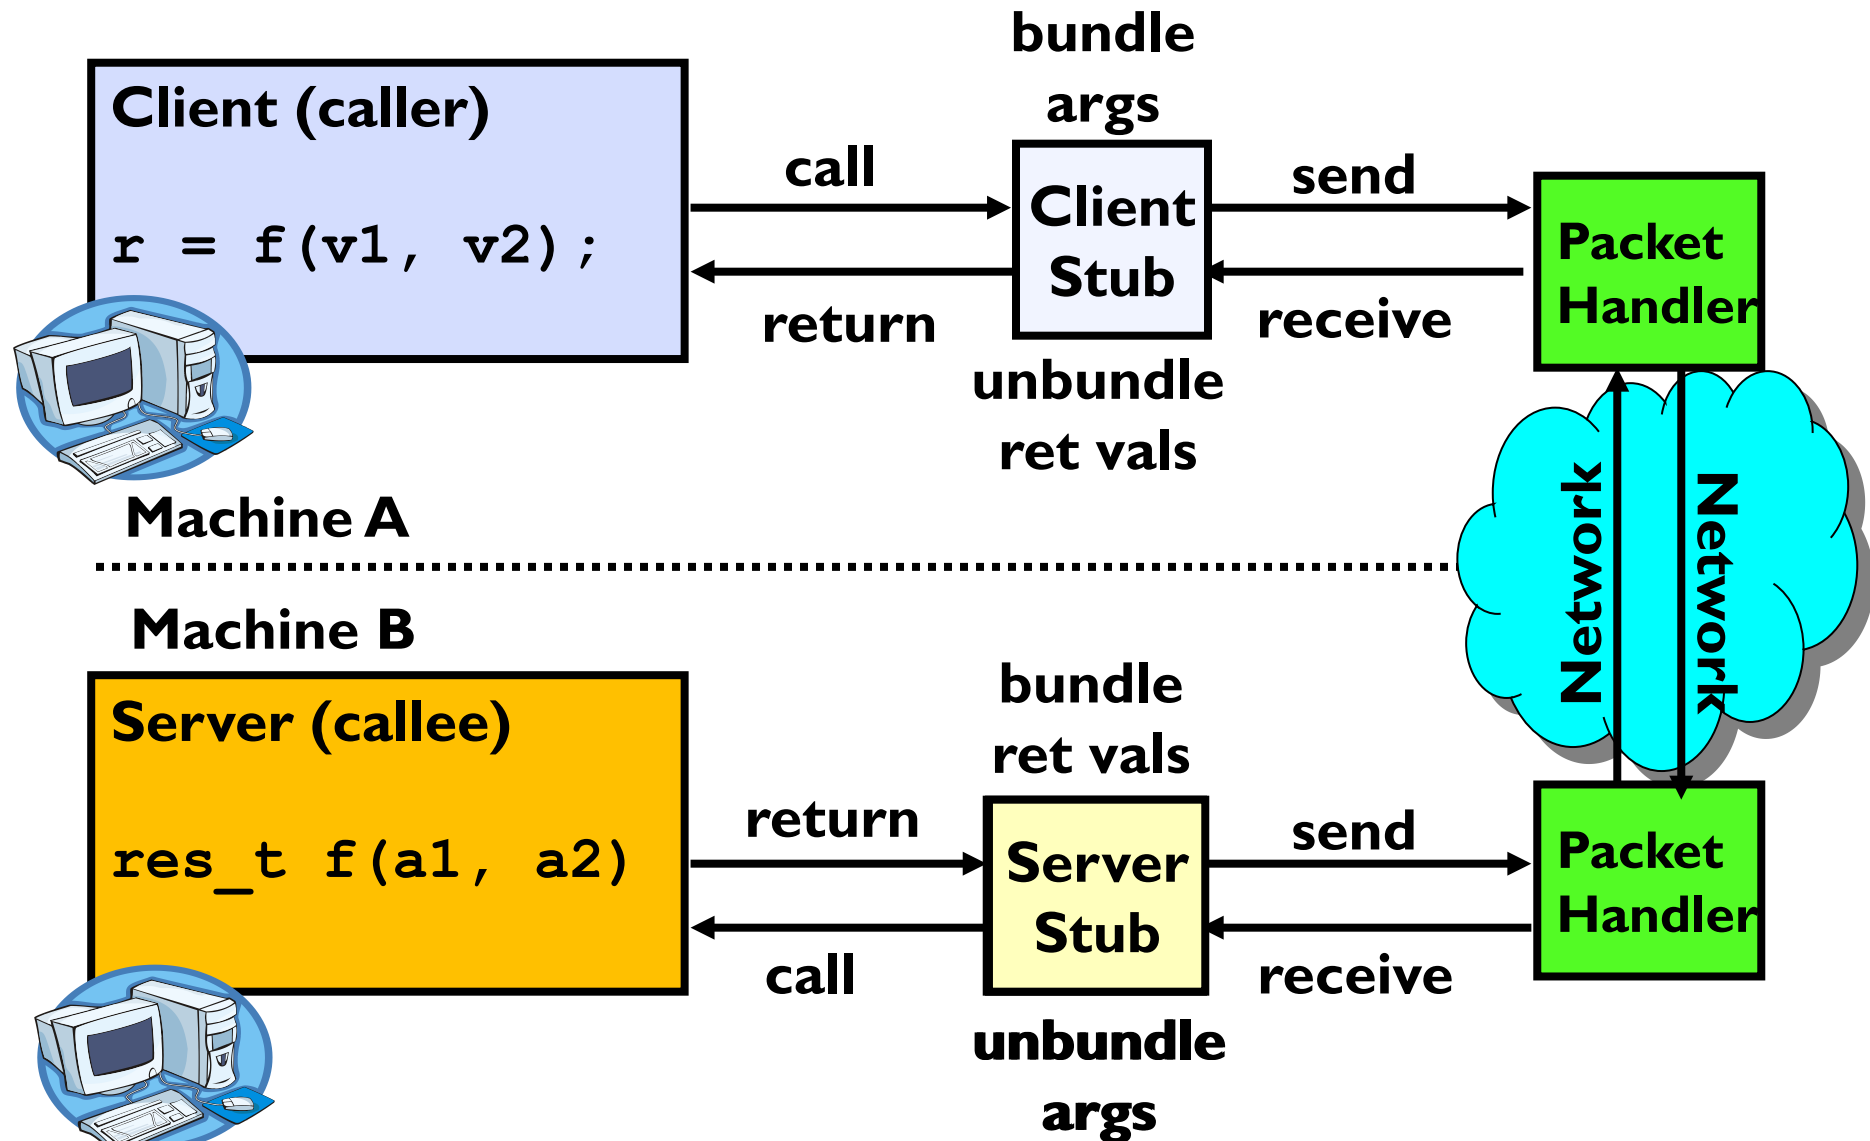 bundle
args
Client (caller)
r = f(v1, v2);
call
return
Client
Stub
send
receive
unbundle
ret vals
Packet
Handler
Machine A
Network
Network
Machine B
Server (callee)
res_t f(a1, a2)
bundle
ret vals
return
call
Server
Stub
send
receive
unbundle
args
Packet
Handler